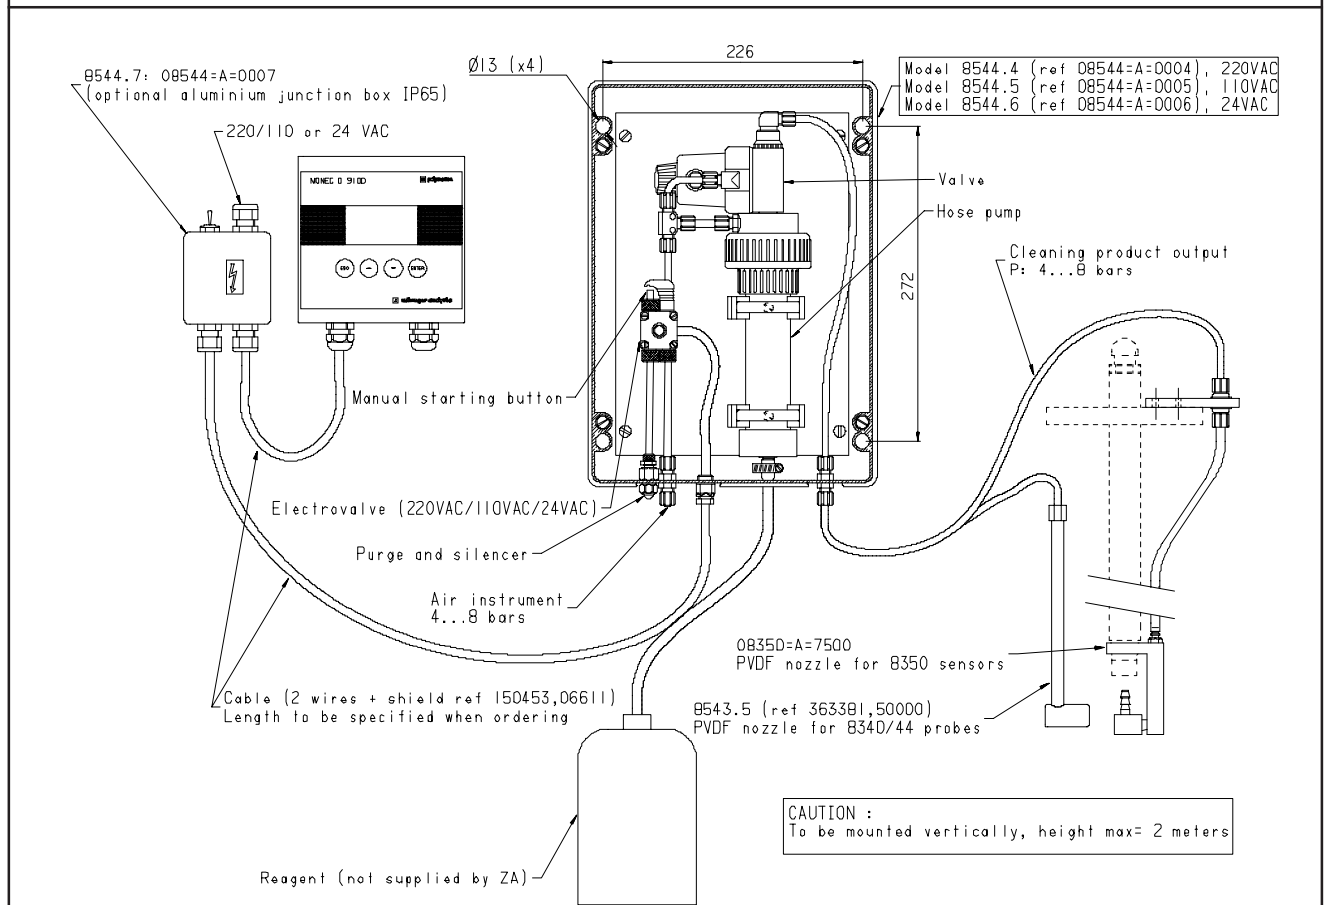 226
Ø13 (x4)
8544.7: 08544=A=0007
(optional aluminium junction box IP65)
Model 8544.4 (ref 08544=A=0004), 220VAC
Model 8544.5 (ref 08544=A=0005), 110VAC
Model 8544.6 (ref 08544=A=0006), 24VAC
220/110 or 24 VAC
MONEC D 910D
polymetron
ESC
ENTER
Valve
Hose pump
Cleaning product output
P: 4...8 bars
272
Manual starting button
Electrovalve (220VAC/110VAC/24VAC)
Purge and silencer
Air instrument
4...8 bars
0835D=A=7500
PVDF nozzle for 8350 sensors
Cable (2 wires + shield ref 150453,06611)
Length to be specified when ordering
8543.5 (ref 363381,50000)
PVDF nozzle for 8340/44 probes
CAUTION :
To be mounted vertically, height max= 2 meters
Reagent (not supplied by ZA)